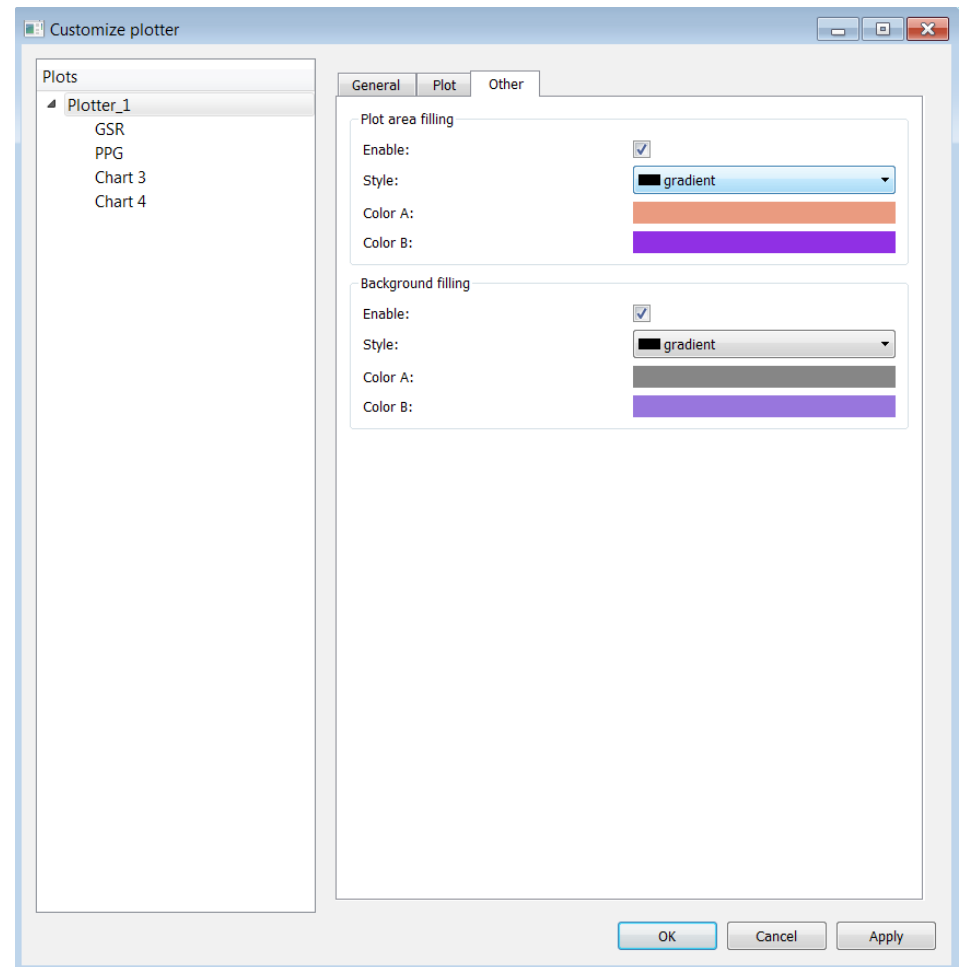 Customize plotter
Plots
Plotter_1
GSR
PPG
Chart 3
Chart 4
General Plot Other
Plot area filling
Enable:
Style: gradient
Color A:
Color B:
Background filling
Enable:
Style: gradient
Color A:
Color B:
OK Cancel Apply